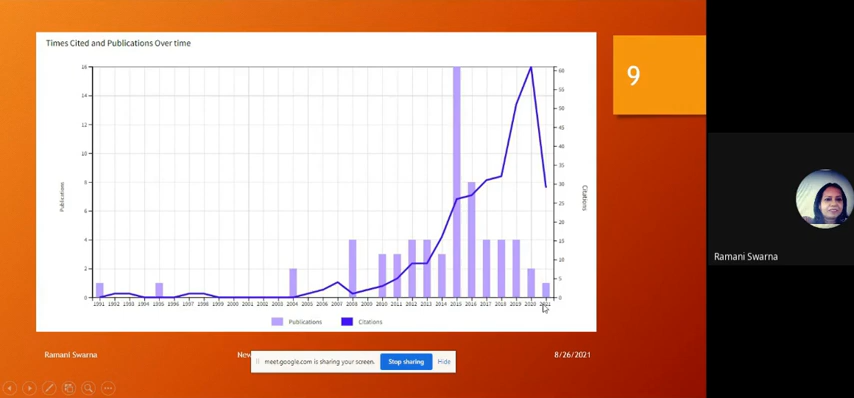 Times Cited and Publications Over time
9
16
14
12
10
8
6
4
2
0
Publications
60
55
50
45
40
35
30
25
20
15
10
5
0
Citations
1991 1992 1993 1994 1995 1996 1997 1998 1999 2000 2001 2002 2003 2004 2005 2006 2007 2008 2009 2010 2011 2012 2013 2014 2015 2016 2017 2018 2019 2020 2021
Publications Citations
Ramani Swarna
Ramani Swarna
New
8/26/2021
meet.google.com is sharing your screen.
Stop sharing
Hide